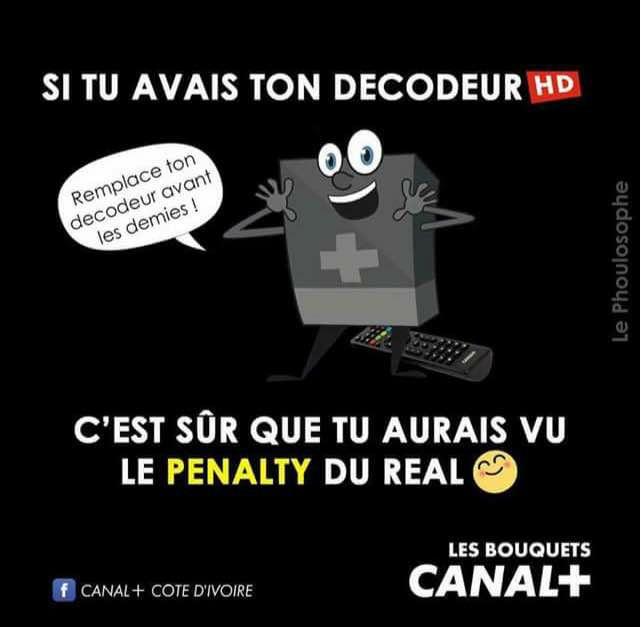 SI TU AVAIS TON DECODEUR HD
Remplace ton
decodeur avant
les demies !
Le Phoulosophe
C'EST SÛR QUE TU AURAIS VU
LE PENALTY DU REAL
LES BOUQUETS
CANAL+
f CANAL+ COTE D'IVOIRE